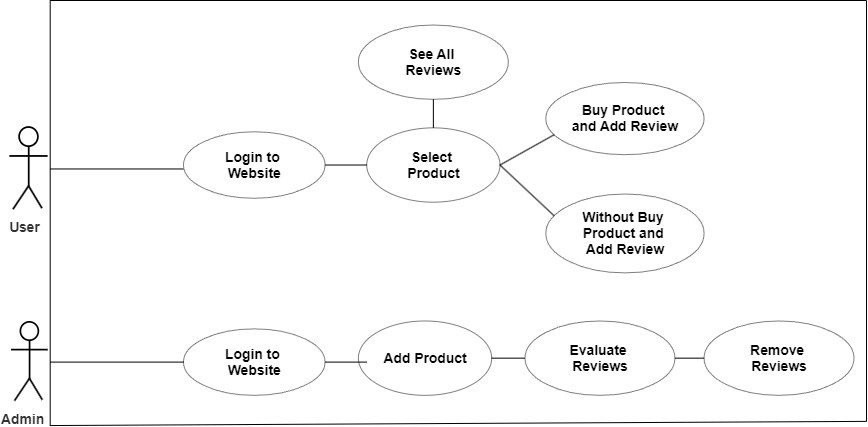 See All
Reviews
Buy Product
and Add Review
Login to
Website
Select
Product
Without Buy
Product and
Add Review
User
Login to
Website
Add Product
Evaluate
Reviews
Remove
Reviews
Admin